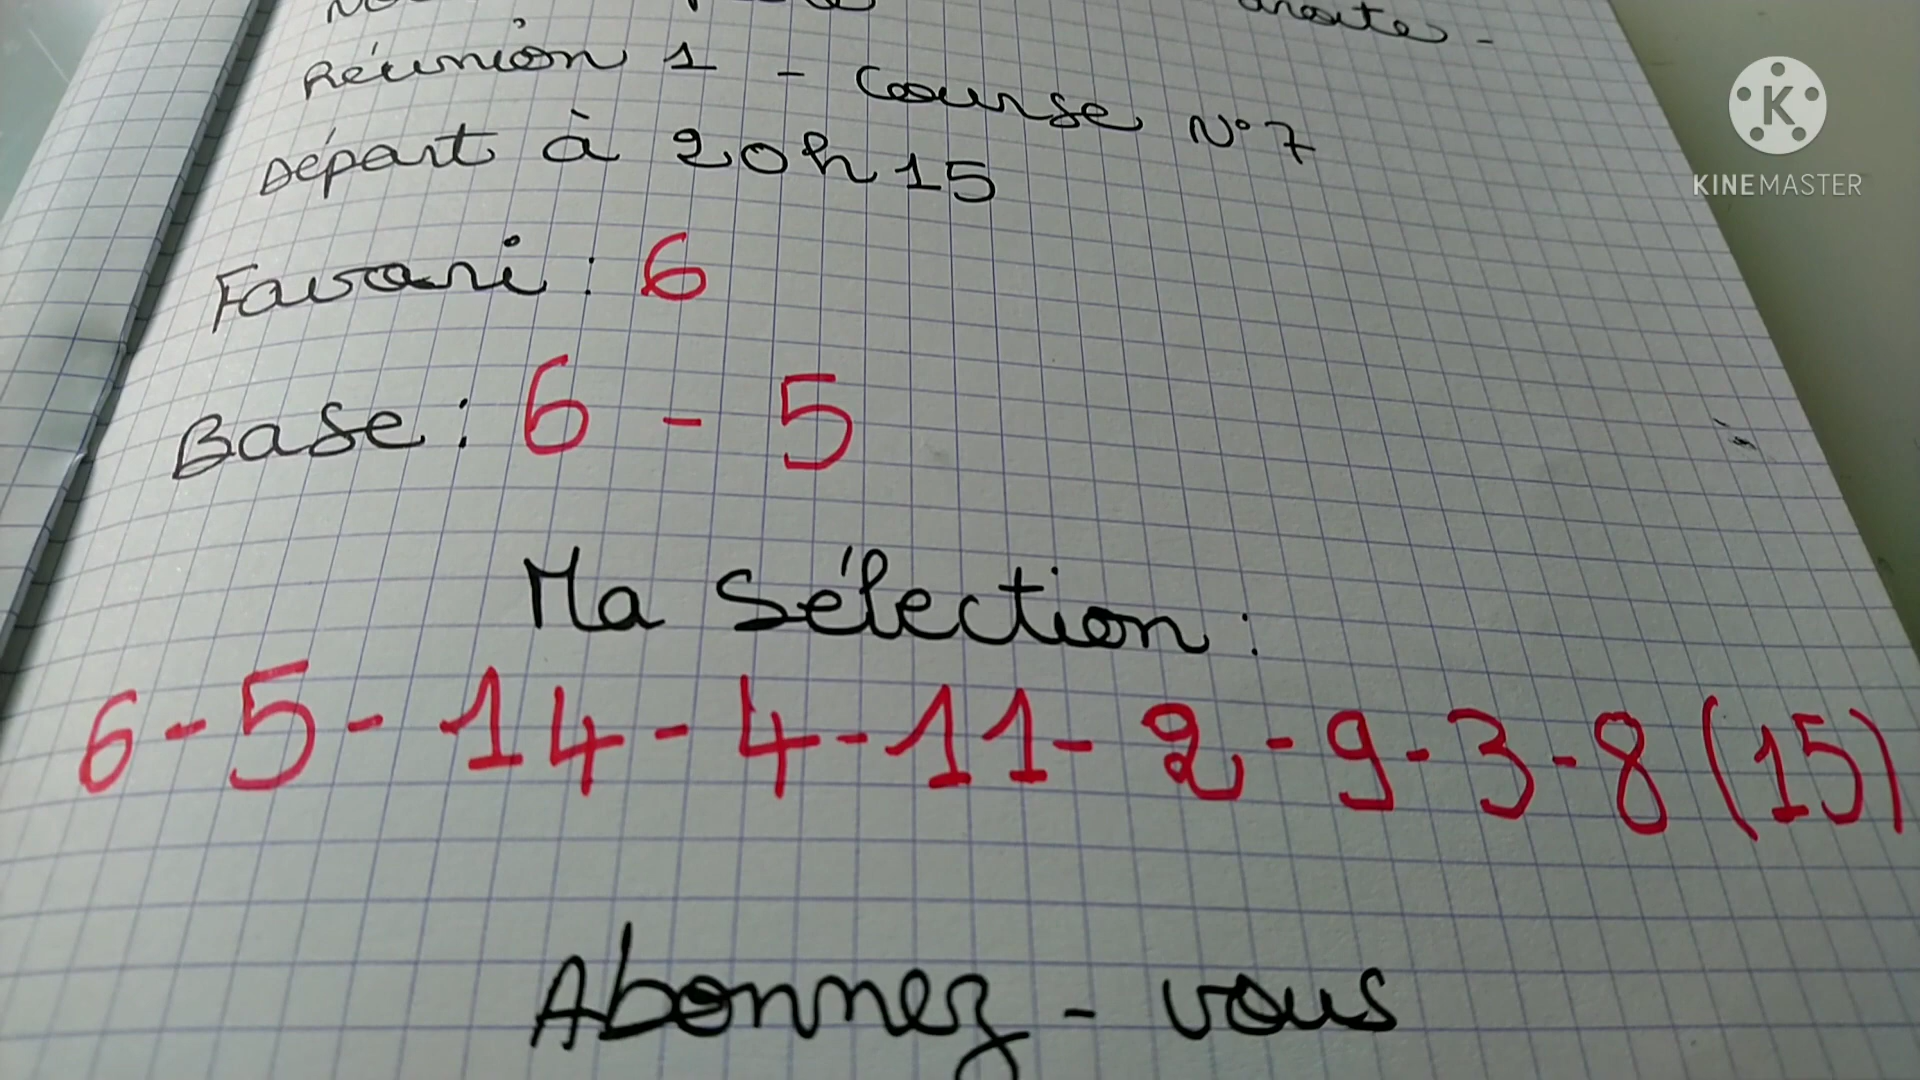 droite -
Réunion 1 - Course N°7
Départ à 20h15
Favori : 6
Base : 6 - 5
Ma Sélection :
6 - 5 - 14 - 4 - 11 - 2 - 9 - 3 - 8 (15)
Abonnez - vous
K
KINEMASTER